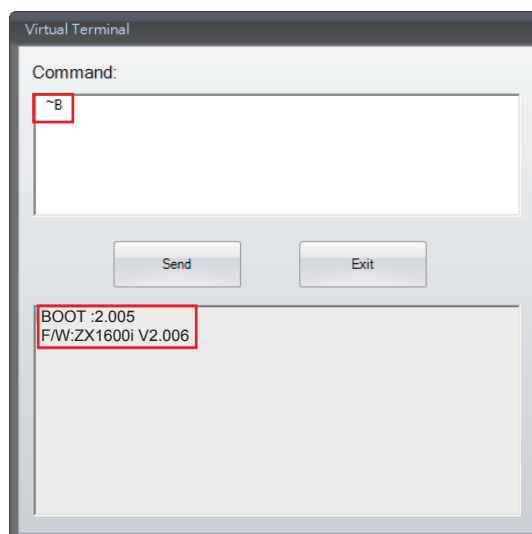 Virtual Terminal
Command:
~B
Send
Exit
BOOT :2.005
F/W:ZX1600i V2.006